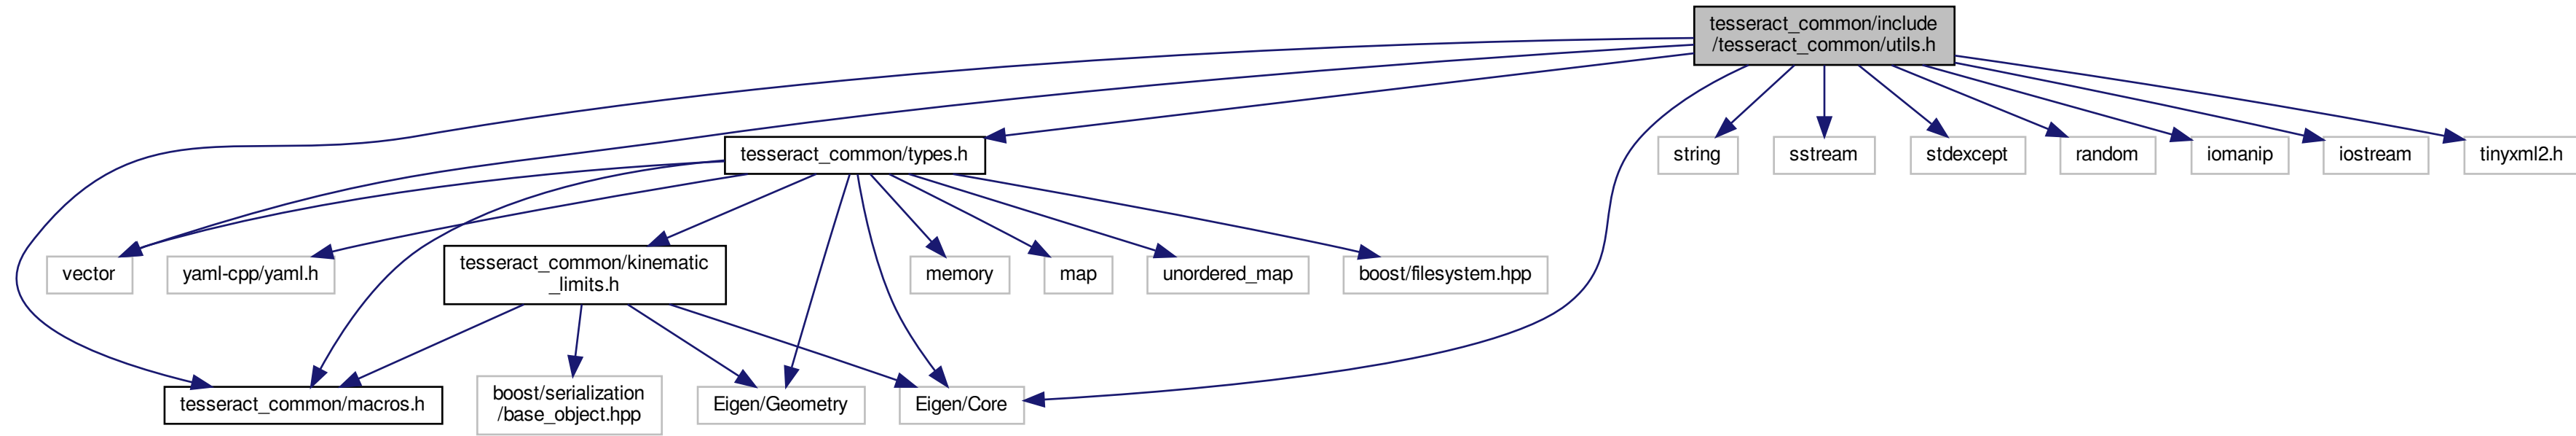 tesseract_common/include
/tesseract_common/utils.h
tesseract_common/types.h
string
sstream
stdexcept
random
iomanip
iostream
tinyxml2.h
vector
yaml-cpp/yaml.h
tesseract_common/kinematic
_limits.h
memory
map
unordered_map
boost/filesystem.hpp
tesseract_common/macros.h
boost/serialization
/base_object.hpp
Eigen/Geometry
Eigen/Core